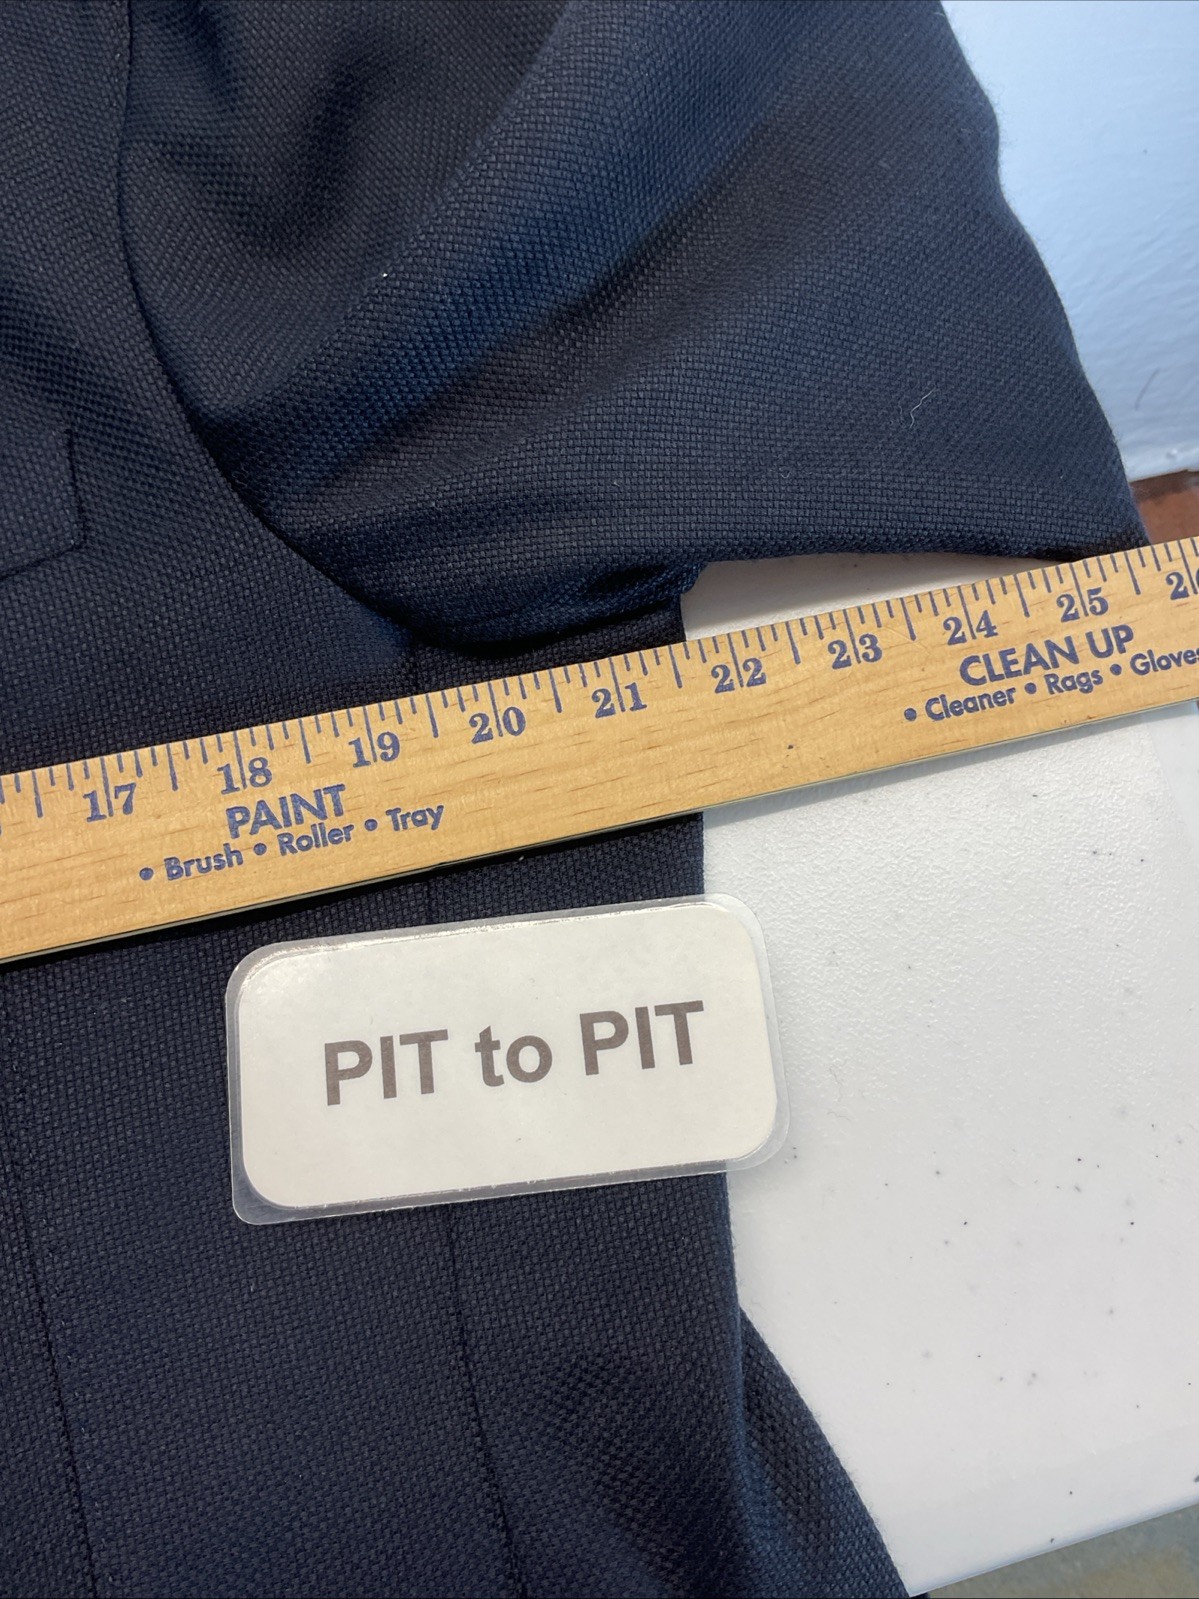 17 18 19 20 21 22 23 24 25
PAINT
• Brush • Roller • Tray
CLEAN UP
• Cleaner • Rags • Gloves
PIT to PIT